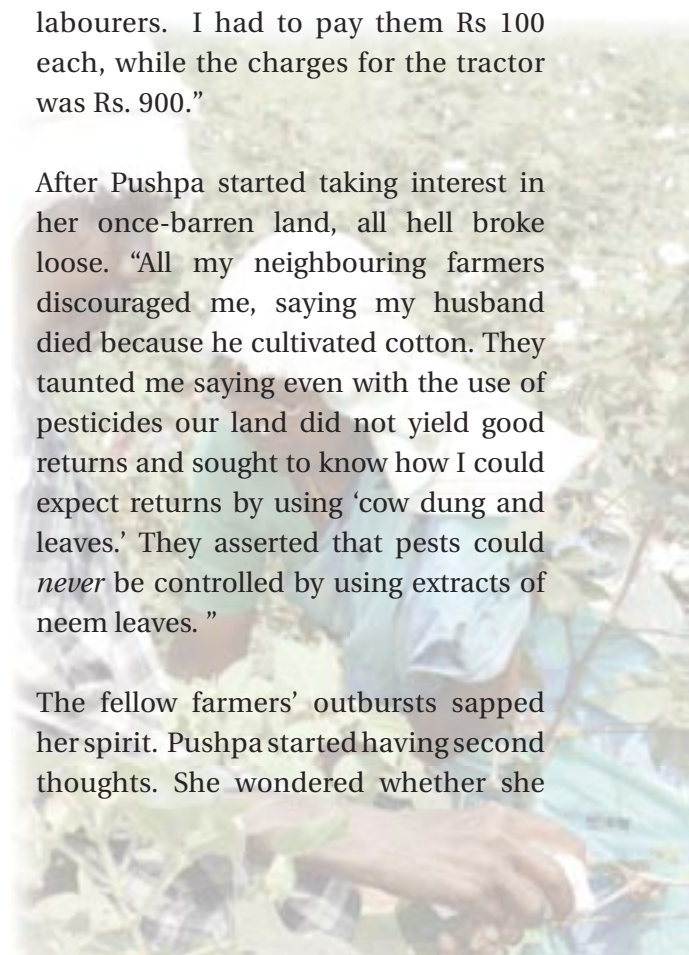 labourers. I had to pay them Rs 100
each, while the charges for the tractor
was Rs. 900.”
After Pushpa started taking interest in
her once-barren land, all hell broke
loose. “All my neighbouring farmers
discouraged me, saying my husband
died because he cultivated cotton. They
taunted me saying even with the use of
pesticides our land did not yield good
returns and sought to know how I could
expect returns by using ‘cow dung and
leaves.’ They asserted that pests could
never be controlled by using extracts of
neem leaves. ”
The fellow farmers’ outbursts sapped
her spirit. Pushpa started having second
thoughts. She wondered whether she